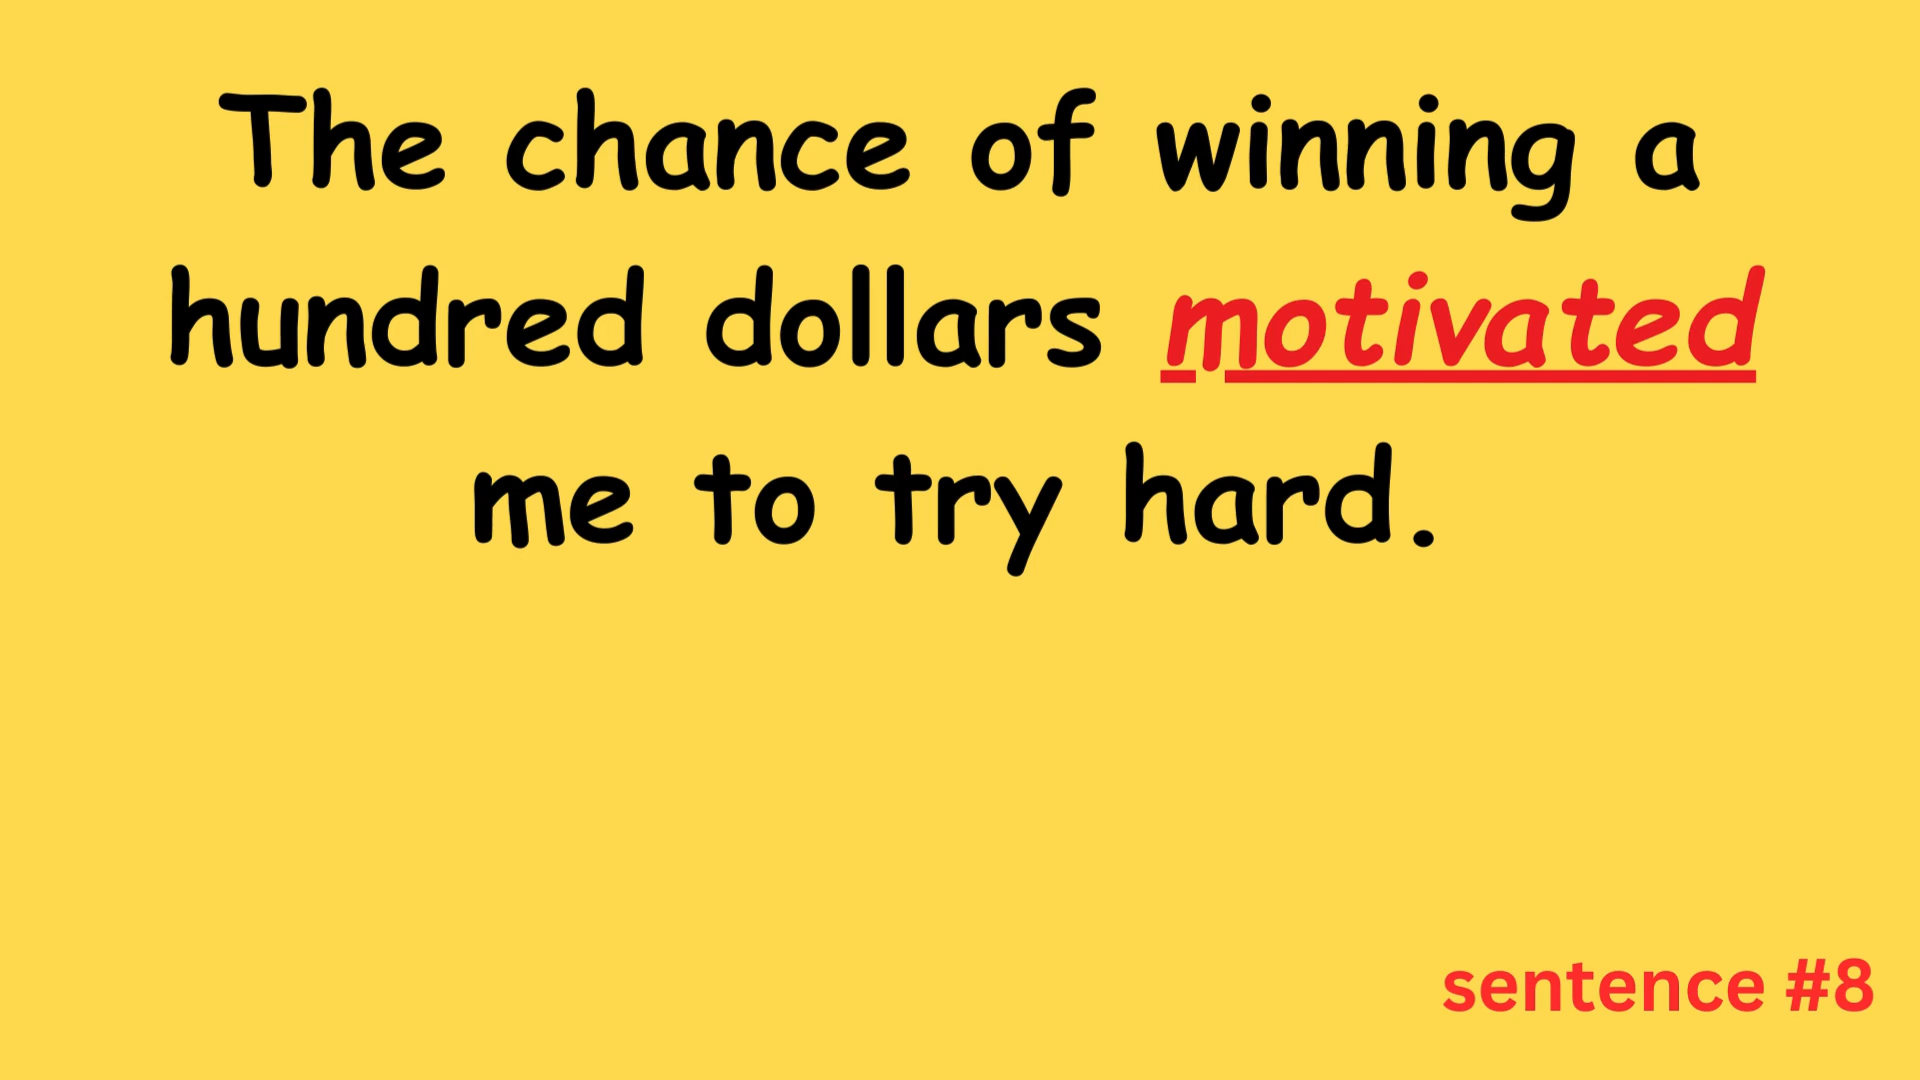 The chance of winning a
hundred dollars motivated
me to try hard.
sentence #8